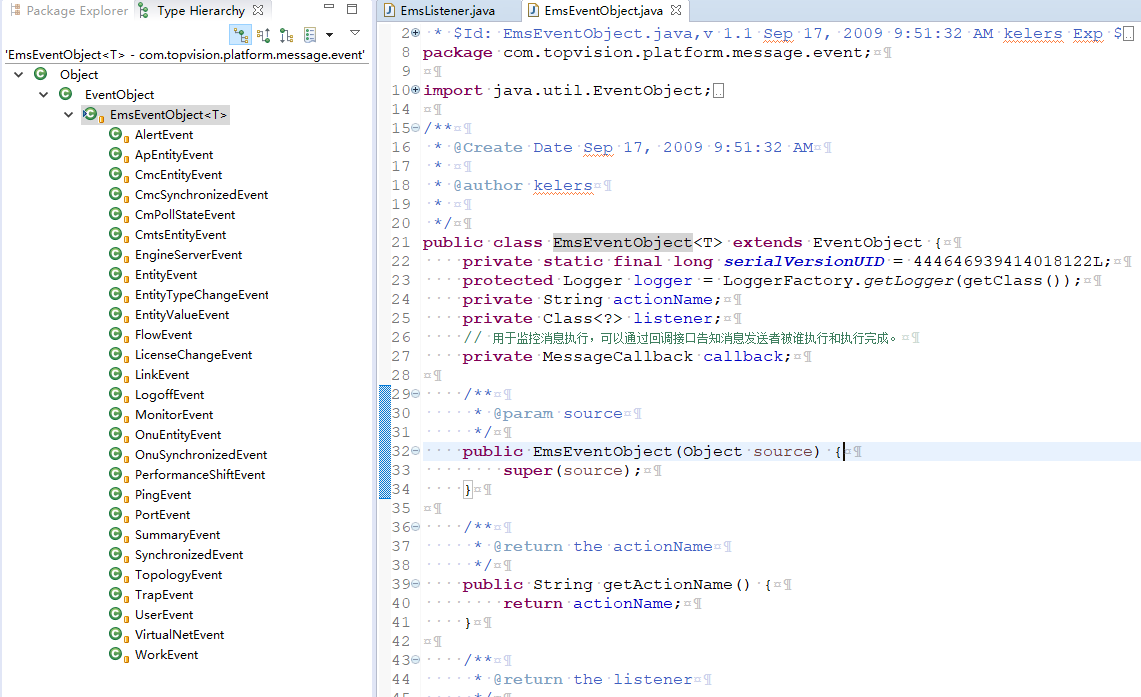 Package Explorer
Type Hierarchy
'EmsEventObject<T> - com.topvision.platform.message.event'
Object
EventObject
EmsEventObject<T>
AlertEvent
ApEntityEvent
CmcEntityEvent
CmcSynchronizedEvent
CmPollStateEvent
CmtsEntityEvent
EngineServerEvent
EntityEvent
EntityTypeChangeEvent
EntityValueEvent
FlowEvent
LicenseChangeEvent
LinkEvent
LogoffEvent
MonitorEvent
OnuEntityEvent
OnuSynchronizedEvent
PerformanceShiftEvent
PingEvent
PortEvent
SummaryEvent
SynchronizedEvent
TopologyEvent
TrapEvent
UserEvent
VirtualNetEvent
WorkEvent
EmsListener.java
EmsEventObject.java
2 * $Id: EmsEventObject.java,v 1.1 Sep 17, 2009 9:51:32 AM kelers Exp $
8 package com.topvision.platform.message.event;
9
10 import java.util.EventObject;
14
15 /**
16 * @Create Date Sep 17, 2009 9:51:32 AM
17 *
18 * @author kelers
19 *
20 */
21 public class EmsEventObject<T> extends EventObject {
22 private static final long serialVersionUID = 4446469394140181​22L;
23 protected Logger logger = LoggerFactory.getLogger(getClass());
24 private String actionName;
25 private Class<?> listener;
26 // 用于监控消息执行，可以通过回调接口告知消息发送者被谁执行和执行完成。
27 private MessageCallback callback;
28
29 /**
30 * @param source
31 */
32 public EmsEventObject(Object source) {
33 super(source);
34 }
35
36 /**
37 * @return the actionName
38 */
39 public String getActionName() {
40 return actionName;
41 }
42
43 /**
44 * @return the listener
45 */